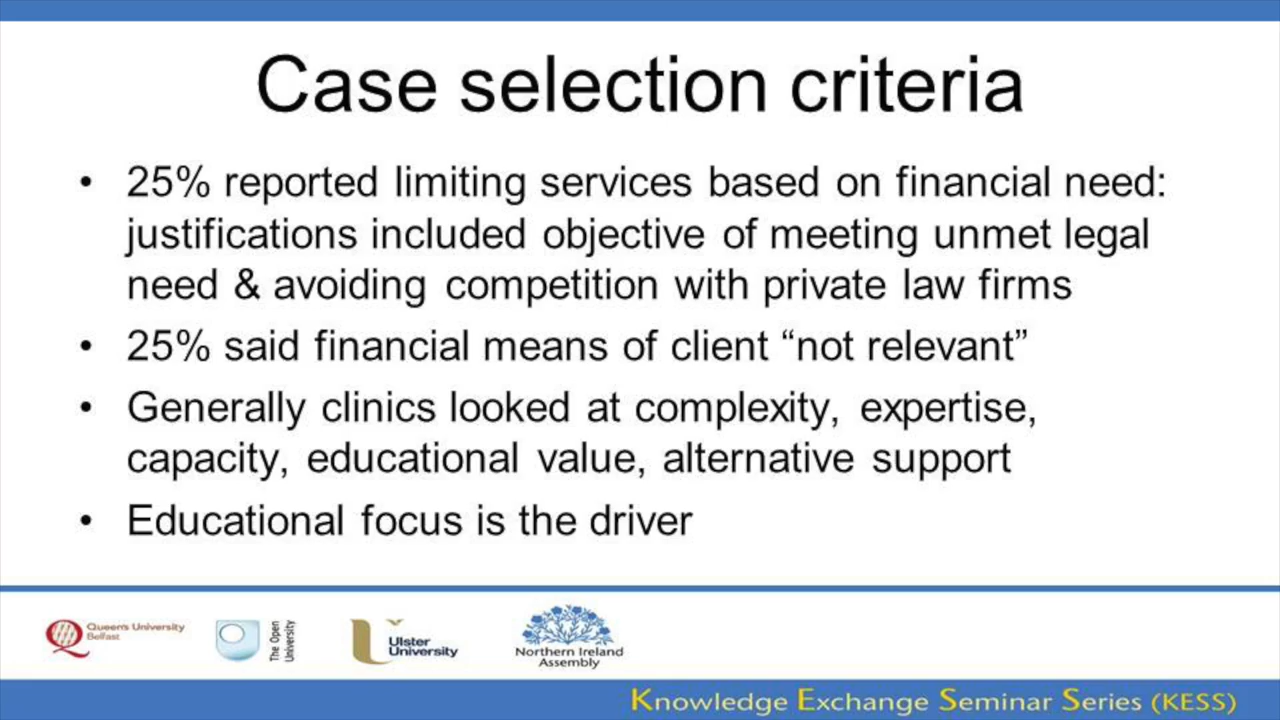 Case selection criteria
• 25% reported limiting services based on financial need:
justifications included objective of meeting unmet legal
need & avoiding competition with private law firms
• 25% said financial means of client “not relevant”
• Generally clinics looked at complexity, expertise,
capacity, educational value, alternative support
• Educational focus is the driver
Queen's University
Belfast
The Open
University
Ulster
University
Northern Ireland
Assembly
Knowledge Exchange Seminar Series (KESS)